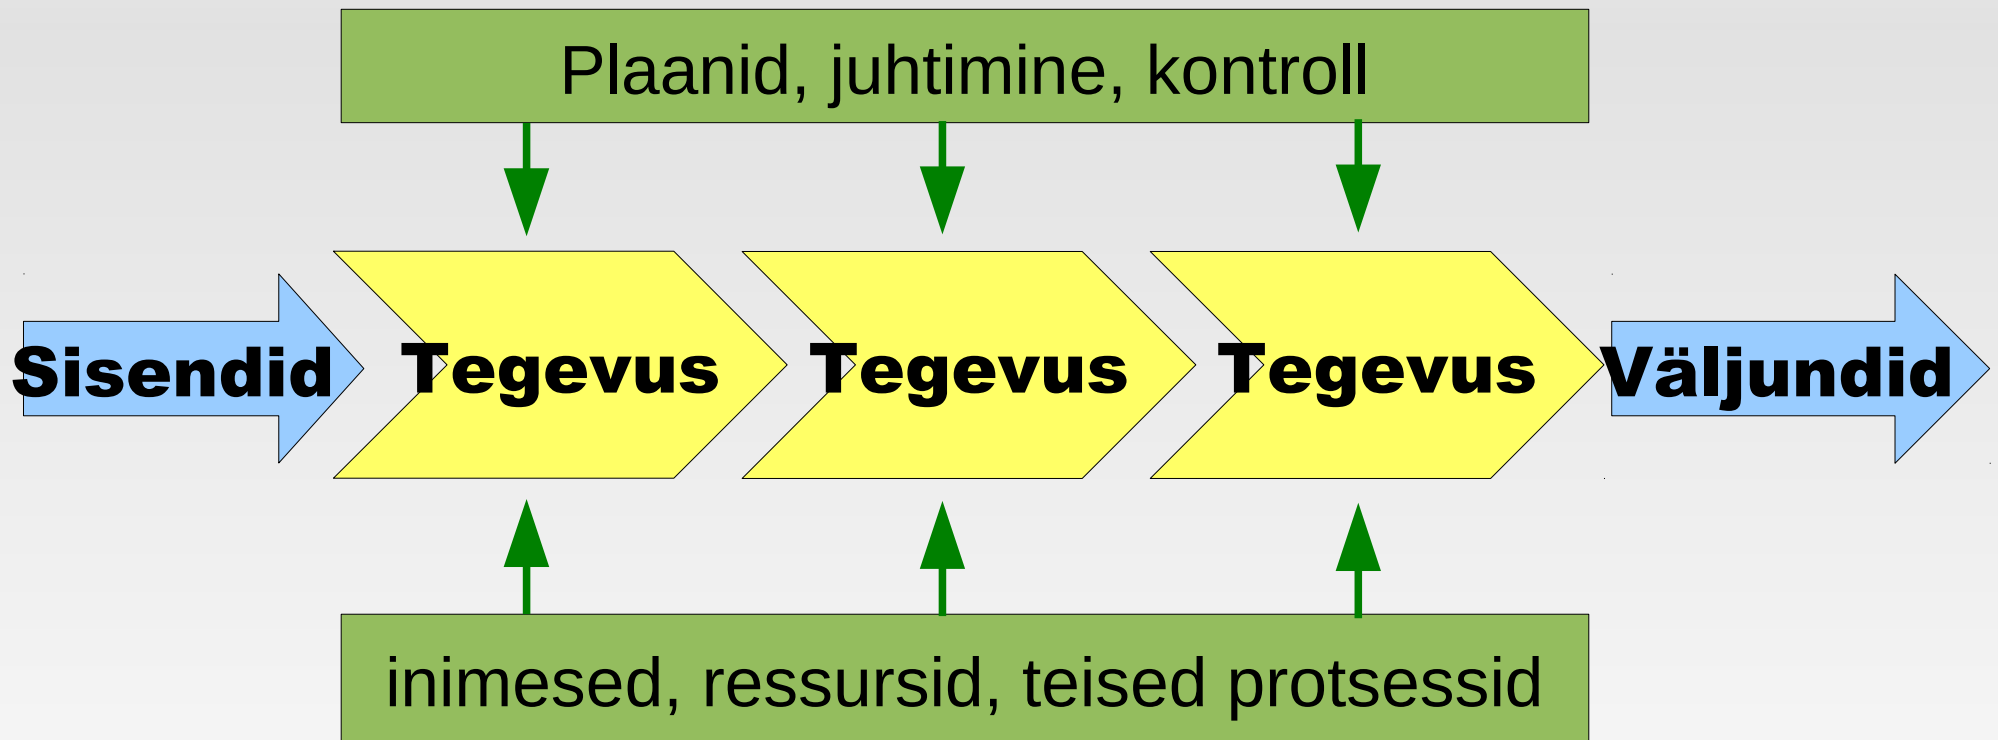 Plaanid, juhtimine, kontroll
Sisendid
Tegevus
Tegevus
Tegevus
Väljundid
inimesed, ressursid, teised protsessid